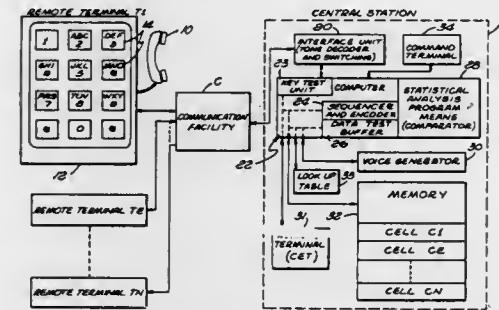 REMOTE TERMINAL T1
14
10
1
ABC 2
DEF 3
GHI 4
JKL 5
MNO 6
PRS 7
TUV 8
WXY 9
0
12
C
COMMUNICATION FACILITY
REMOTE TERMINAL T2
REMOTE TERMINAL TN
CENTRAL STATION
20
INTERFACE UNIT (TONE DECODER AND SWITCHING)
34
COMMAND TERMINAL
23
KEY TEST UNIT
COMPUTER
28
24
SEQUENCER AND ENCODER
DATA TEST BUFFER
STATISTICAL ANALYSIS PROGRAM MEANS (COMPARATOR)
22
26
VOICE GENERATOR
30
LOOK UP TABLE
MEMORY
32
31
TERMINAL (CET)
CELL C1
CELL C2
CELL CN